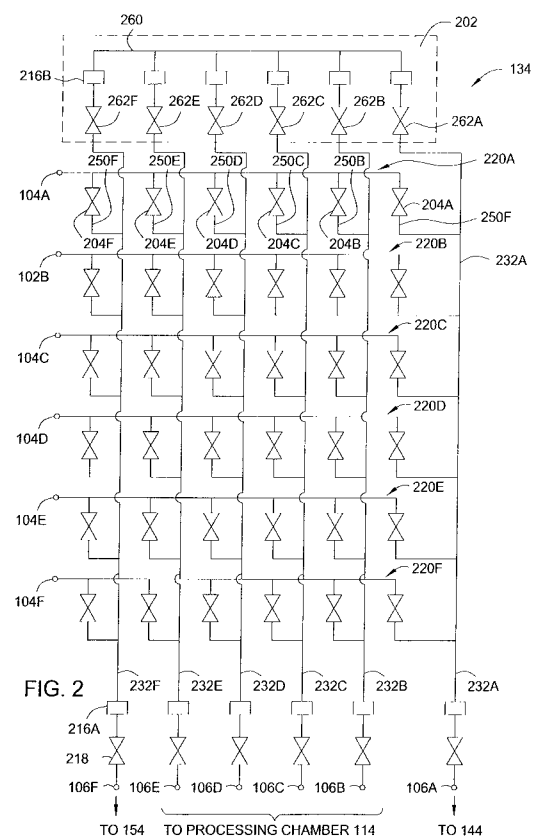 260
202
134
216B
262F 262E 262D 262C 262B
262A
250F 250E 250D 250C 250B
220A
104A
204A
250F
204F 204E 204D 204C 204B
220B
102B
232A
220C
104C
220D
104D
220E
104E
220F
104F
232F 232E 232D 232C 232B 232A
FIG. 2
216A
218
106F 106E 106D 106C 106B 106A
TO 154 TO PROCESSING CHAMBER 114 TO 144